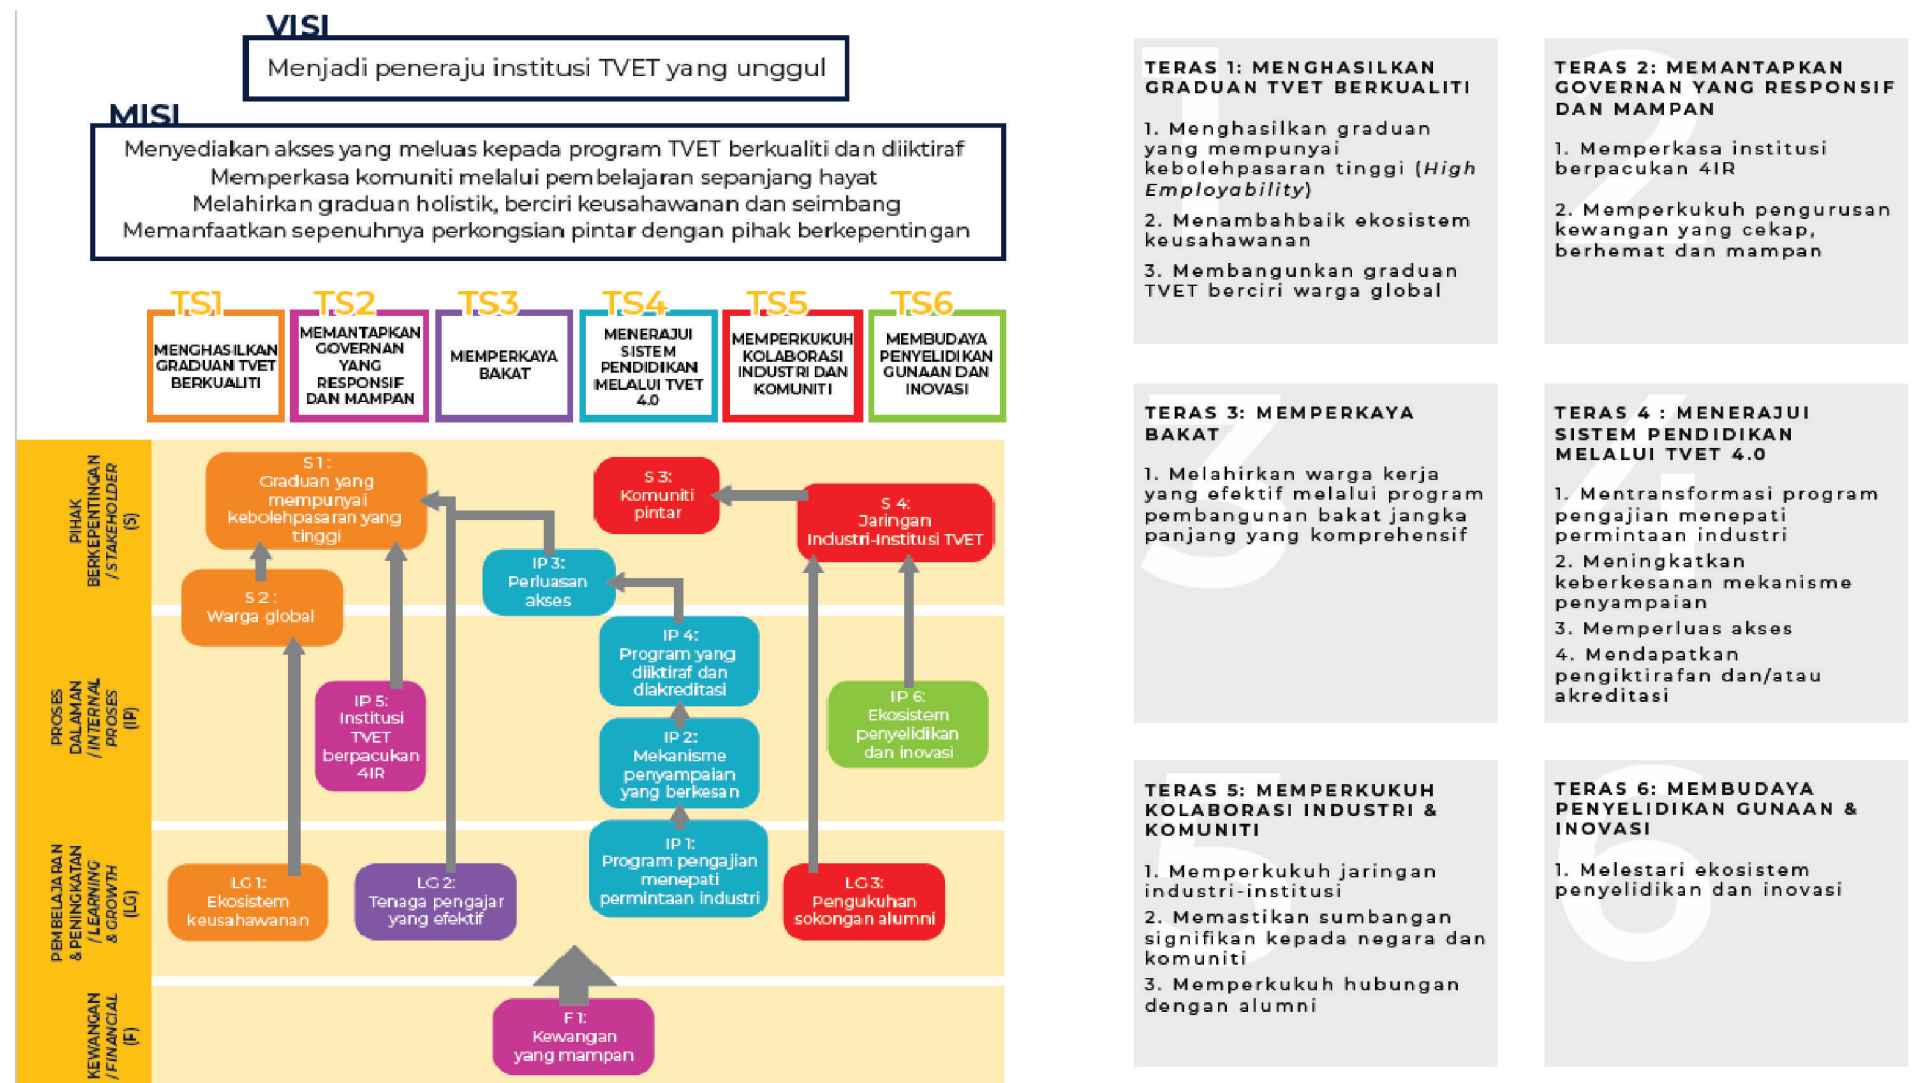 VISI
Menjadi peneraju institusi TVET yang unggul
MISI
Menyediakan akses yang meluas kepada program TVET berkualiti dan diiktiraf
Memperkasa komuniti melalui pembelajaran sepanjang hayat
Melahirkan graduan holistik, berciri keusahawanan dan seimbang
Memanfaatkan sepenuhnya perkongsian pintar dengan pihak berkepentingan
TS1
MENGHASILKAN
GRADUAN TVET
BERKUALITI
TS2
MEMANTAPKAN
GOVERNAN
YANG
RESPONSIF
DAN MAMPAN
TS3
MEMPERKAYA
BAKAT
TS4
MENERAJUI
SISTEM
PENDIDIKAN
MELALUI TVET
4.0
TS5
MEMPERKUKUH
KOLABORASI
INDUSTRI DAN
KOMUNITI
TS6
MEMBUDAYA
PENYELIDIKAN
GUNAAN DAN
INOVASI
PIHAK
BERKEPENTINGAN
/ STAKEHOLDER
(S)
S 1:
Graduan yang
mempunyai
kebolehpasaran yang
tinggi
S 2:
Warga global
IP 3:
Perluasan
akses
S 3:
Komuniti
pintar
S 4:
Jaringan
Industri-Institusi TVET
PROSES
DALAMAN
/ INTERNAL
PROSES
(IP)
IP 5:
Institusi
TVET
berpacukan
4IR
IP 4:
Program yang
diiktiraf dan
diakreditasi
IP 2:
Mekanisme
penyampaian
yang berkesan
IP 6:
Ekosistem
penyelidikan
dan inovasi
PEMBELAJARAN
& PENINGKATAN
/ LEARNING
& GROWTH
(LG)
LG 1:
Ekosistem
keusahawanan
LG 2:
Tenaga pengajar
yang efektif
IP 1:
Program pengajian
menepati
permintaan industri
LG 3:
Pengukuhan
sokongan alumni
KEWANGAN
/ FINANCIAL
(F)
F 1:
Kewangan
yang mampan
1
TERAS 1: MENGHASILKAN
GRADUAN TVET BERKUALITI
1. Menghasilkan graduan
yang mempunyai
kebolehpasaran tinggi (High
Employability)
2. Menambahbaik ekosistem
keusahawanan
3. Membangunkan graduan
TVET berciri warga global
2
TERAS 2: MEMANTAPKAN
GOVERNAN YANG RESPONSIF
DAN MAMPAN
1. Memperkasa institusi
berpacukan 4IR
2. Memperkukuh pengurusan
kewangan yang cekap,
berhemat dan mampan
3
TERAS 3: MEMPERKAYA
BAKAT
1. Melahirkan warga kerja
yang efektif melalui program
pembangunan bakat jangka
panjang yang komprehensif
4
TERAS 4 : MENERAJUI
SISTEM PENDIDIKAN
MELALUI TVET 4.0
1. Mentransformasi program
pengajian menepati
permintaan industri
2. Meningkatkan
keberkesanan mekanisme
penyampaian
3. Memperluas akses
4. Mendapatkan
pengiktirafan dan/atau
akreditasi
5
TERAS 5: MEMPERKUKUH
KOLABORASI INDUSTRI &
KOMUNITI
1. Memperkukuh jaringan
industri-institusi
2. Memastikan sumbangan
signifikan kepada negara dan
komuniti
3. Memperkukuh hubungan
dengan alumni
6
TERAS 6: MEMBUDAYA
PENYELIDIKAN GUNAAN &
INOVASI
1. Melestari ekosistem
penyelidikan dan inovasi